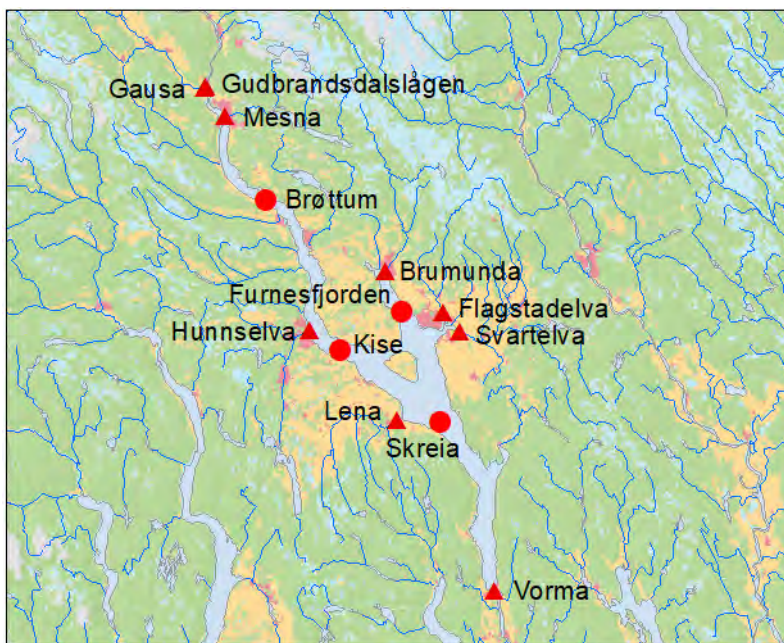 Gausa
Gudbrandsdalslågen
Mesna
Brøttum
Brumunda
Furnesfjorden
Flagstadelva
Hunnselva
Kise
Svartelva
Lena
Skreia
Vorma